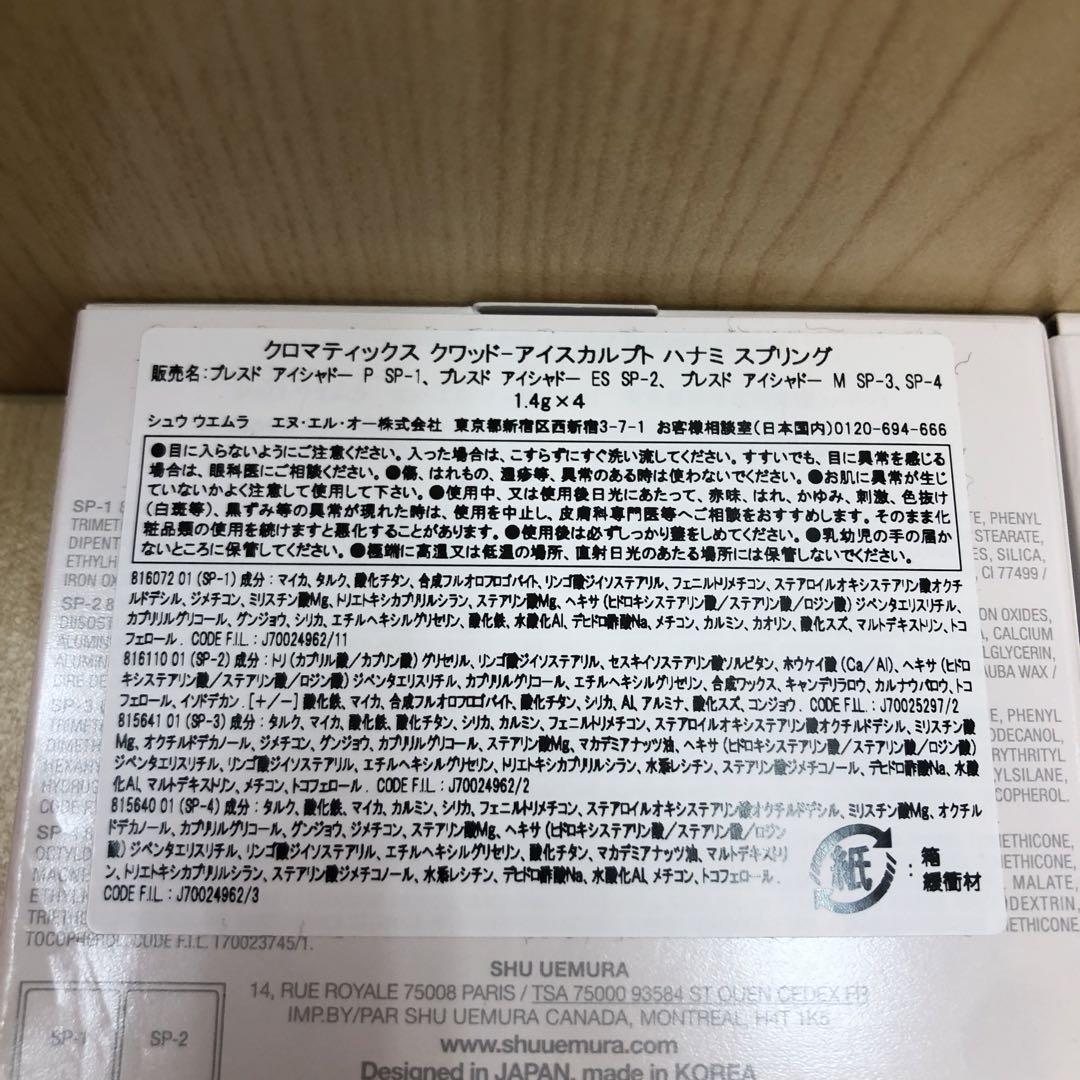 クロマティックス クワッド-アイスカルプト ハナミ スプリング
販売名:プレスド アイシャドー P SP-1、プレスド アイシャドー ES SP-2、 プレスド アイシャドー M SP-3、SP-4
1.4g×4
シュウ ウエムラ エヌ・エル・オー株式会社 東京都新宿区西新宿3-7-1 お客様相談室(日本国内)0120-694-666
●目に入らないようにご注意ください。入った場合は、こすらずにすぐ洗い流してください。すすいでも、目に異常を感じる
場合は、眼科医にご相談ください。●傷、はれもの、湿疹等、異常のある時は使わないでください。●お肌に異常が生じ
ていないかよく注意して使用して下さい。●使用中、又は使用後日光にあたって、赤味、はれ、かゆみ、刺激、色抜け
(白斑等)、黒ずみ等の異常が現れた時は、使用を中止し、皮膚科専門医等へご相談をおすすめします。そのまま化
粧品類の使用を続けますと悪化することがあります。●使用後は必ずしっかり蓋をしめてください。●乳幼児の手の届か
ないところに保管してください。●極端に高温又は低温の場所、直射日光のあたる場所には保管しないでください。
816072 01 (SP-1) 成分:マイカ、タルク、酸化チタン、合成フルオロフロゴパイト、リンゴ酸ジイソステアリル、フェニルトリメチコン、ステアロイルオキシステアリン酸オクチ
ルドデシル、ジメチコン、ミリスチン酸Mg、トリエトキシカプリリルシラン、ステアリン酸Mg、ヘキサ(ヒドロキシステアリン酸/ステアリン酸/ロジン酸)ジペンタエリスリチル、
カプリリルグリコール、グンジョウ、シリカ、エチルヘキシルグリセリン、酸化鉄、水酸化Al、デヒドロ酢酸Na、メチコン、カルミン、カオリン、酸化スズ、マルトデキストリン、トコ
フェロール. CODE F.I.L.:J70024962/11
816110 01 (SP-2) 成分:トリ(カプリル酸/カプリン酸)グリセリル、リンゴ酸ジイソステアリル、セスキイソステアリン酸ソルビタン、ホウケイ酸(Ca/Al)、ヘキサ(ヒドロ
キシステアリン酸/ステアリン酸/ロジン酸)ジペンタエリスリチル、カプリリルグリコール、エチルヘキシルグリセリン、合成ワックス、キャンデリラロウ、カルナウバロウ、トコ
フェロール、イソドデカン.[+/-]酸化鉄、マイカ、合成フルオロフロゴパイト、酸化チタン、シリカ、Al、アルミナ、酸化スズ、コンジョウ. CODE F.I.L.:J70025297/2
815641 01 (SP-3) 成分:タルク、マイカ、酸化鉄、酸化チタン、シリカ、カルミン、フェニルトリメチコン、ステアロイルオキシステアリン酸オクチルドデシル、ミリスチン酸
Mg、オクチルドデカノール、ジメチコン、グンジョウ、カプリリルグリコール、ステアリン酸Mg、マカデミアナッツ油、ヘキサ(ヒドロキシステアリン酸/ステアリン酸/ロジン酸)
ジペンタエリスリチル、リンゴ酸ジイソステアリル、エチルヘキシルグリセリン、トリエトキシカプリリルシラン、水添レシチン、ステアリン酸ジメチコノール、デヒドロ酢酸Na、水酸
化Al、マルトデキストリン、メチコン、トコフェロール. CODE F.I.L.:J70024962/2
815640 01 (SP-4) 成分:タルク、酸化鉄、マイカ、カルミン、シリカ、フェニルトリメチコン、ステアロイルオキシステアリン酸オクチルドデシル、ミリスチン酸Mg、オクチル
ドデカノール、カプリリルグリコール、グンジョウ、ジメチコン、ステアリン酸Mg、ヘキサ(ヒドロキシステアリン酸/ステアリン酸/ロジン
酸)ジペンタエリスリチル、リンゴ酸ジイソステアリル、エチルヘキシルグリセリン、酸化チタン、マカデミアナッツ油、マルトデキストリ
ン、トリエトキシカプリリルシラン、ステアリン酸ジメチコノール、水添レシチン、デヒドロ酢酸Na、水酸化Al、メチコン、トコフェロール.
CODE F.I.L.:J70024962/3
紙
:箱
:緩衝材
SP-1 8
TRIMET
DIPENT
ETHYLH
IRON OX
SP-2 8
DIISOST
ALUMIN
E, PHENYL
STEARATE,
ES, SILICA,
CI 77499 /
ON OXIDES,
CALCIUM
LGLYCERIN,
AUBA WAX /
PHENYL
ODECANOL,
ERYTHRITYL
YLSILANE,
COPHEROL.
METHICONE,
METHICONE,
MALATE,
ODEXTRIN,
METHICONE,
TOCOPHEROL. CODE F.I.L. 170023745/1.
SHU UEMURA
14, RUE ROYALE 75008 PARIS / TSA 75000 93584 ST OUEN CEDEX FR
IMP.BY/PAR SHU UEMURA CANADA, MONTREAL, H4T 1K5
www.shuuemura.com
Designed in JAPAN, made in KOREA
SP-1
SP-2